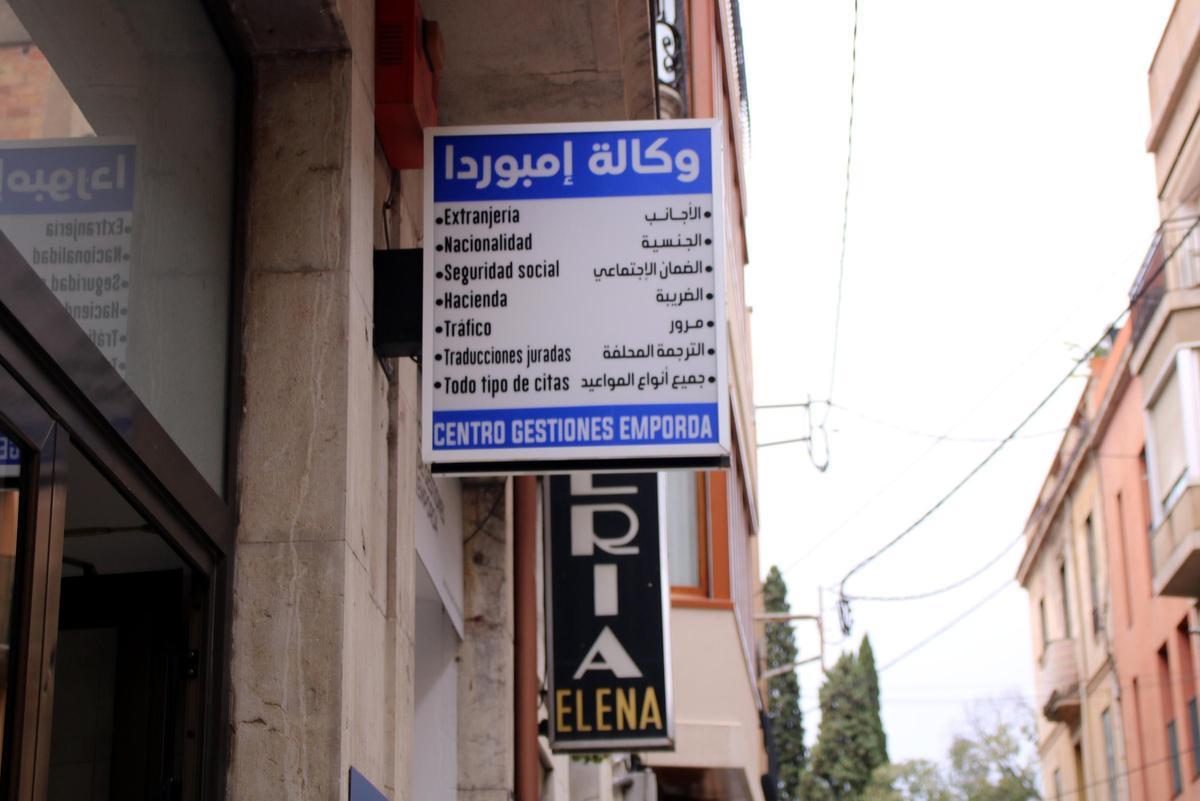 وكالة إمبوردا
•Extranjería الأجانب•
•Nacionalidad الجنسية•
•Seguridad social الضمان الإجتماعي•
•Hacienda الضريبة•
•Tráfico مرور•
•Traducciones juradas الترجمة المحلفة•
•Todo tipo de citas جميع أنواع المواعيد•
CENTRO GESTIONES EMPORDA
ERIA
ELENA